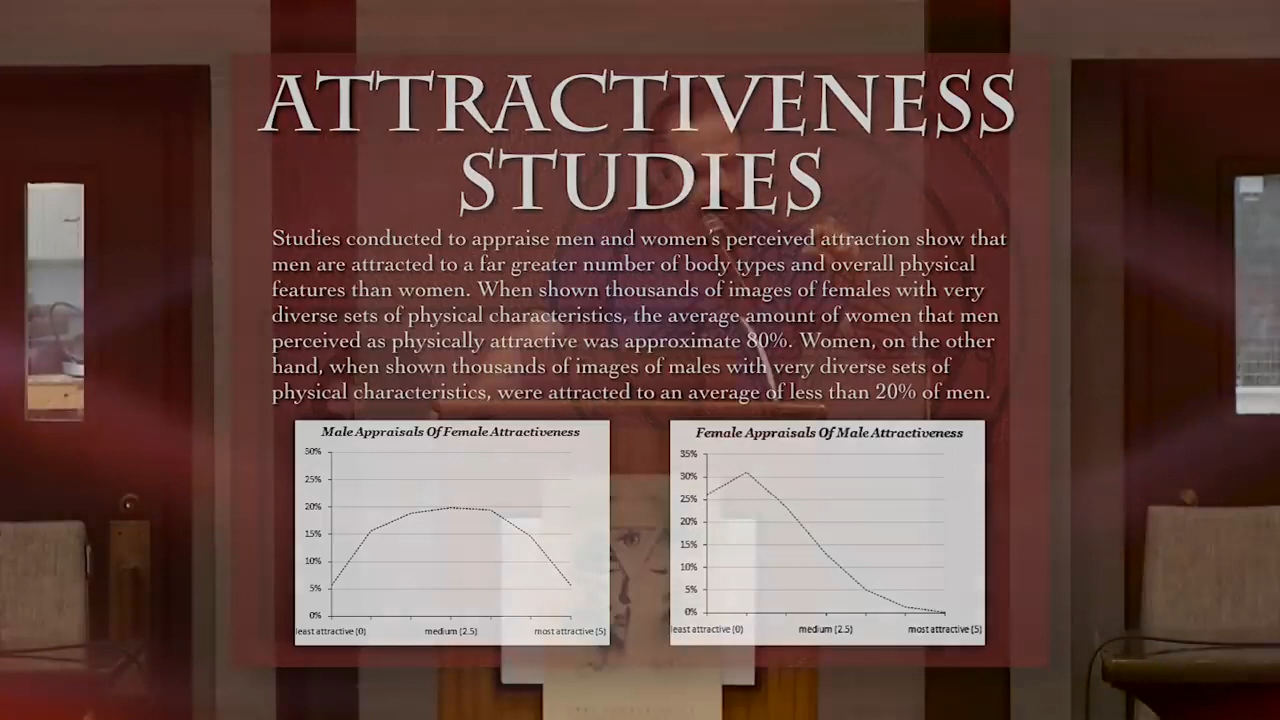 ATTRACTIVENESS
STUDIES
Studies conducted to appraise men and women's perceived attraction show that
men are attracted to a far greater number of body types and overall physical
features than women. When shown thousands of images of females with very
diverse sets of physical characteristics, the average amount of women that men
perceived as physically attractive was approximate 80%. Women, on the other
hand, when shown thousands of images of males with very diverse sets of
physical characteristics, were attracted to an average of less than 20% of men.
Male Appraisals Of Female Attractiveness
30%
25%
20%
15%
10%
5%
0%
least attractive (0) medium (2.5) most attractive (5)
Female Appraisals Of Male Attractiveness
35%
30%
25%
20%
15%
10%
5%
0%
least attractive (0) medium (2.5) most attractive (5)